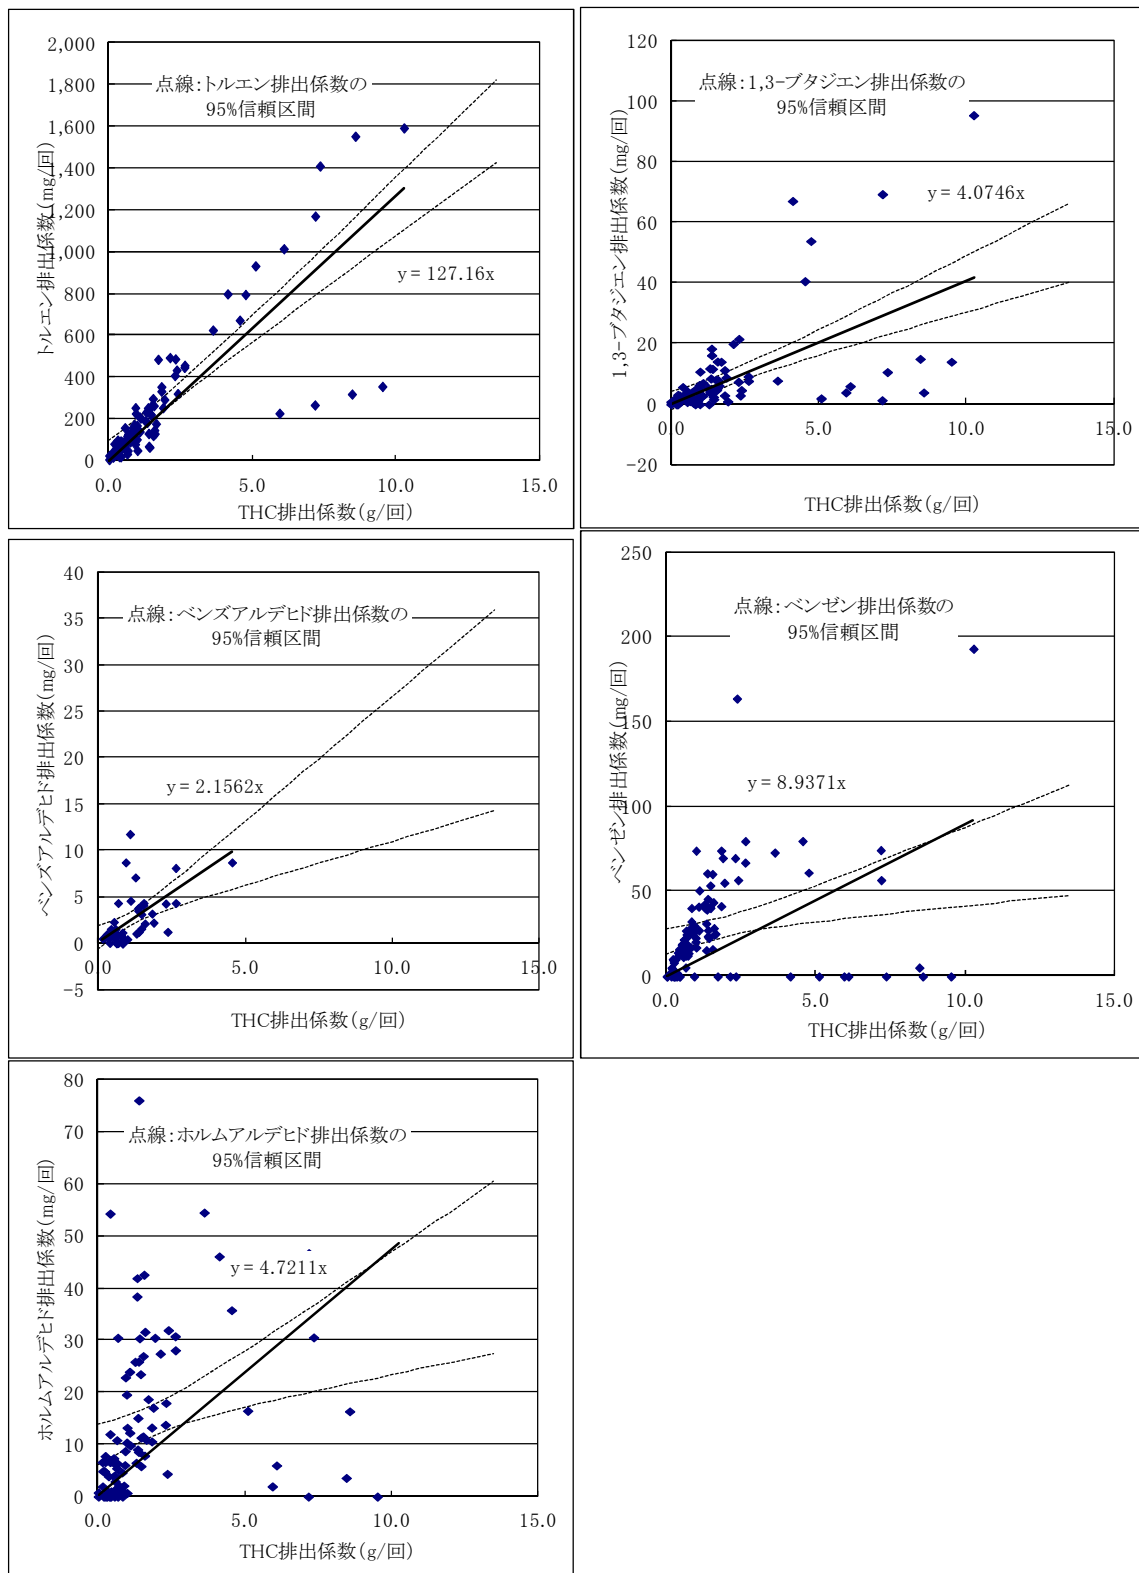 2,000
1,800
1,600
1,400
1,200
1,000
800
600
400
200
0
トルエン排出係数(mg/回)
点線:トルエン排出係数の
95%信頼区間
y = 127.16x
0.0 5.0 10.0 15.0
THC排出係数(g/回)
120
100
80
60
40
20
0
-20
1,3-ブタジエン排出係数(mg/回)
点線:1,3-ブタジエン排出係数の
95%信頼区間
y = 4.0746x
0.0 5.0 10.0 15.0
THC排出係数(g/回)
40
35
30
25
20
15
10
5
0
-5
ベンズアルデヒド排出係数(mg/回)
点線:ベンズアルデヒド排出係数の
95%信頼区間
y = 2.1562x
0.0 5.0 10.0 15.0
THC排出係数(g/回)
250
200
150
100
50
0
ベンゼン排出係数(mg/回)
点線:ベンゼン排出係数の
95%信頼区間
y = 8.9371x
0.0 5.0 10.0 15.0
THC排出係数(g/回)
80
70
60
50
40
30
20
10
0
ホルムアルデヒド排出係数(mg/回)
点線:ホルムアルデヒド排出係数の
95%信頼区間
y = 4.7211x
0.0 5.0 10.0 15.0
THC排出係数(g/回)